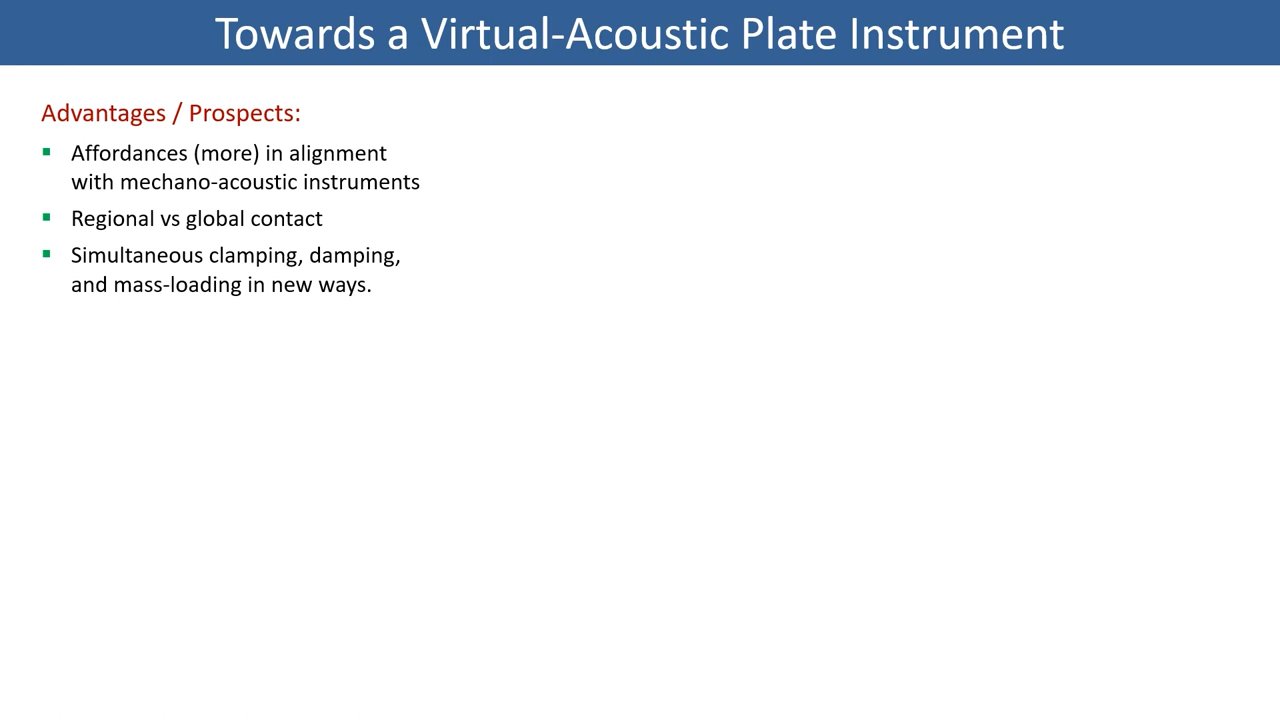 Towards a Virtual-Acoustic Plate Instrument
Advantages / Prospects:
▪ Affordances (more) in alignment
with mechano-acoustic instruments
▪ Regional vs global contact
▪ Simultaneous clamping, damping,
and mass-loading in new ways.